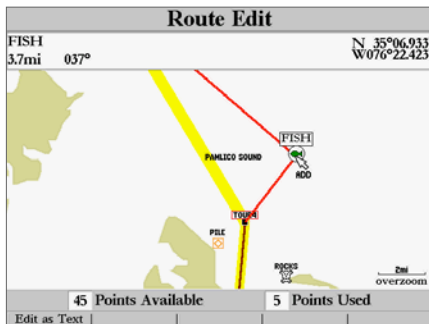 Route Edit
FISH
N 35°06.933
3.7mi 037°
W076°22.423
FISH
PAMLICO SOUND
ADD
TOUR4
PILE
ROCKS
2mi
overzoom
45 Points Available
5 Points Used
Edit as Text